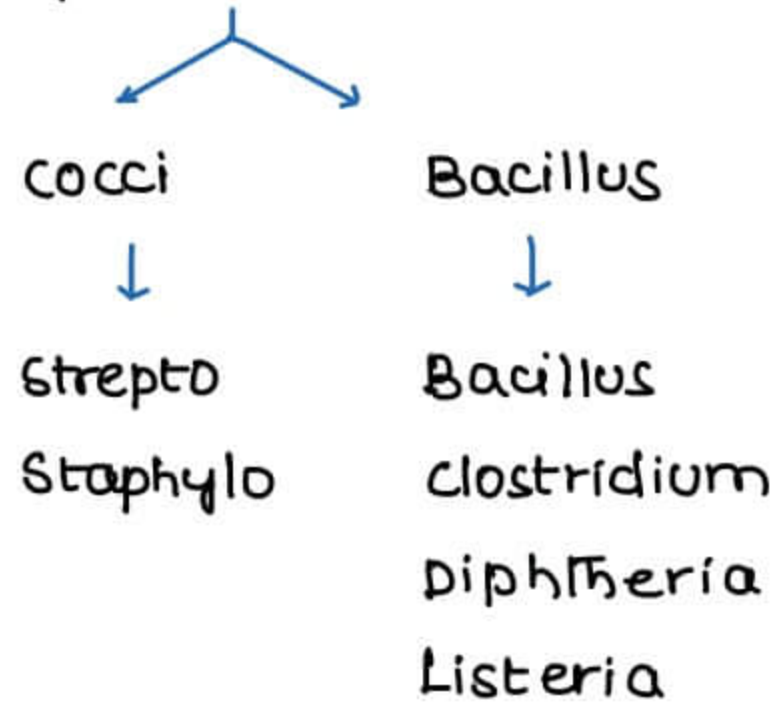 Cocci Bacillus
Strepto Bacillus
Staphylo Clostridium
Diphtheria
Listeria